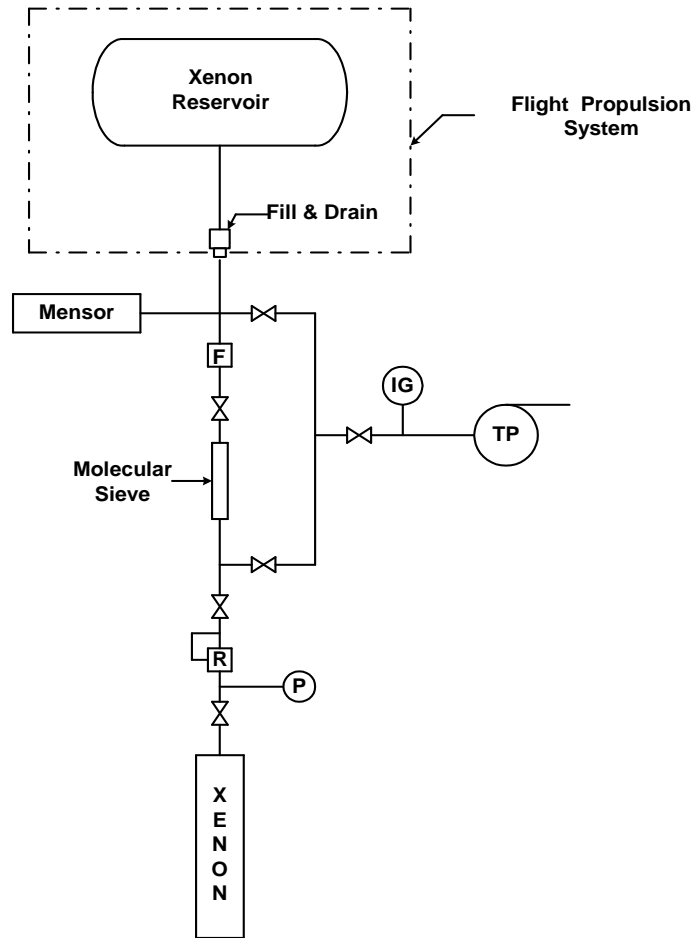 Xenon
Reservoir
Flight Propulsion
System
Fill & Drain
Mensor
F
IG
TP
Molecular
Sieve
R
P
X
E
N
O
N